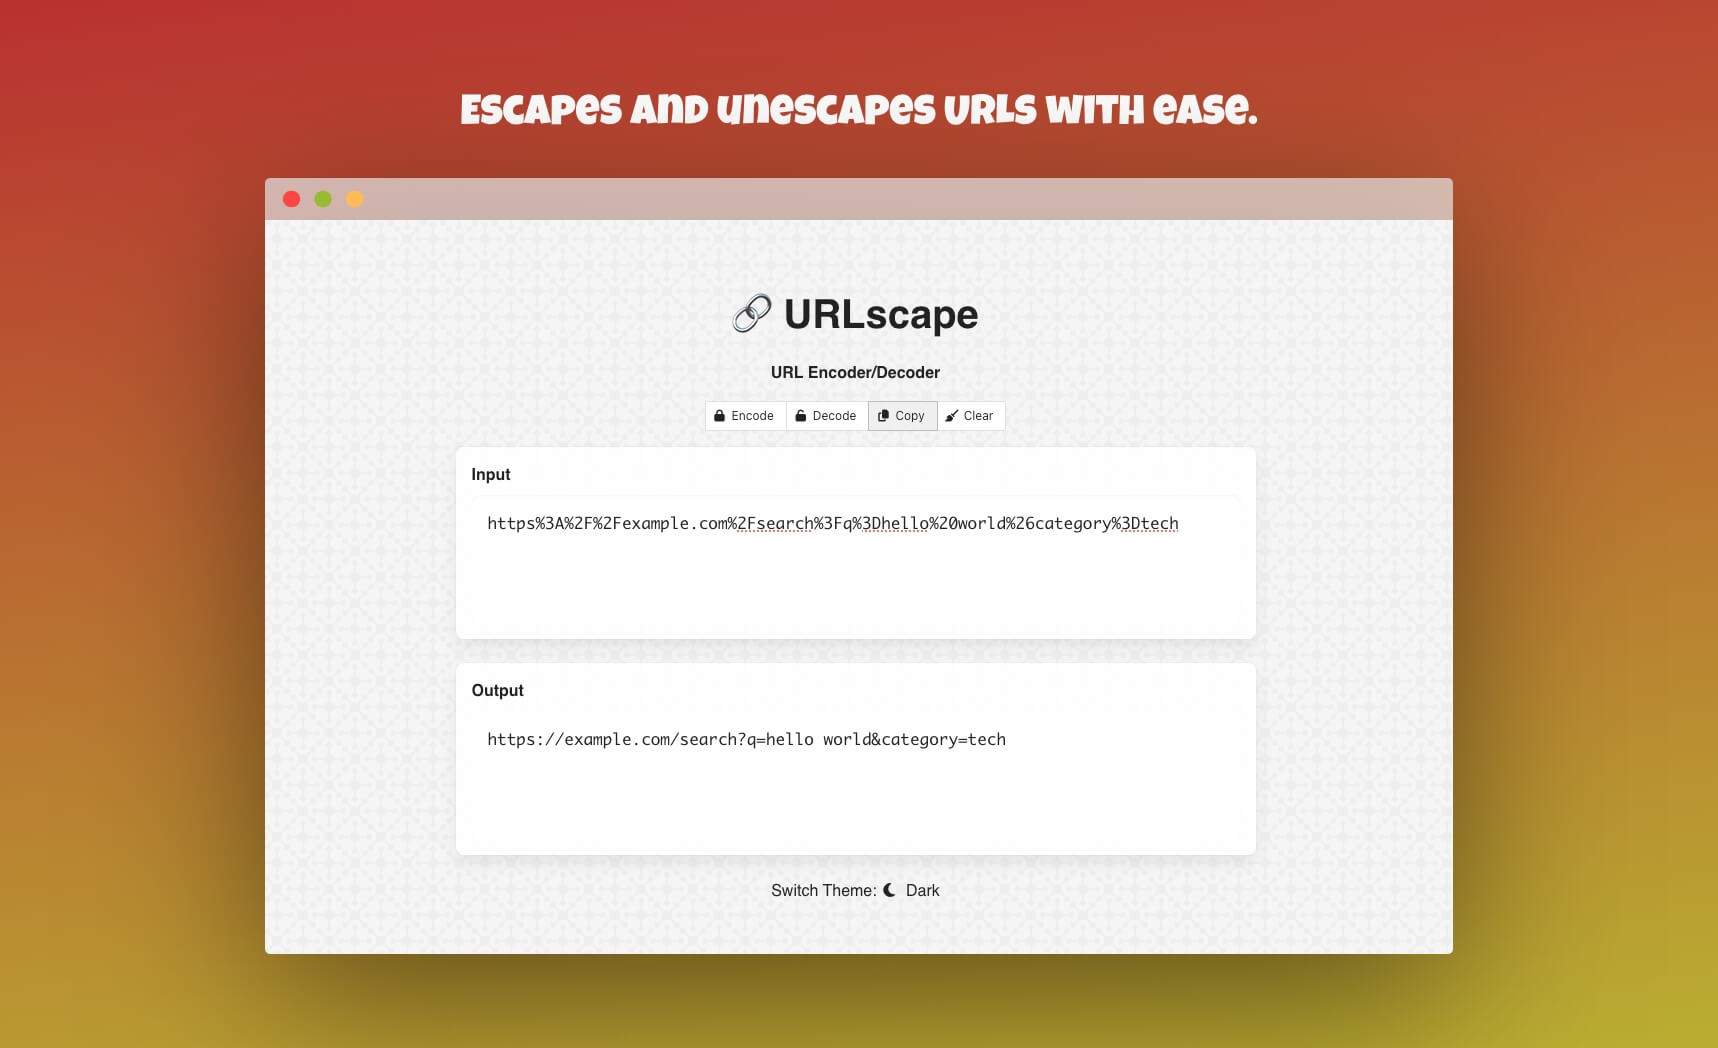 Escapes and unescapes URLs with ease.
URLscape
URL Encoder/Decoder
Encode Decode Copy Clear
Input
https%3A%2F%2Fexample.com%2Fsearch%3Fq%3Dhello%20world%26category%3Dtech
Output
https://example.com/search?q=hello world&category=tech
Switch Theme: Dark